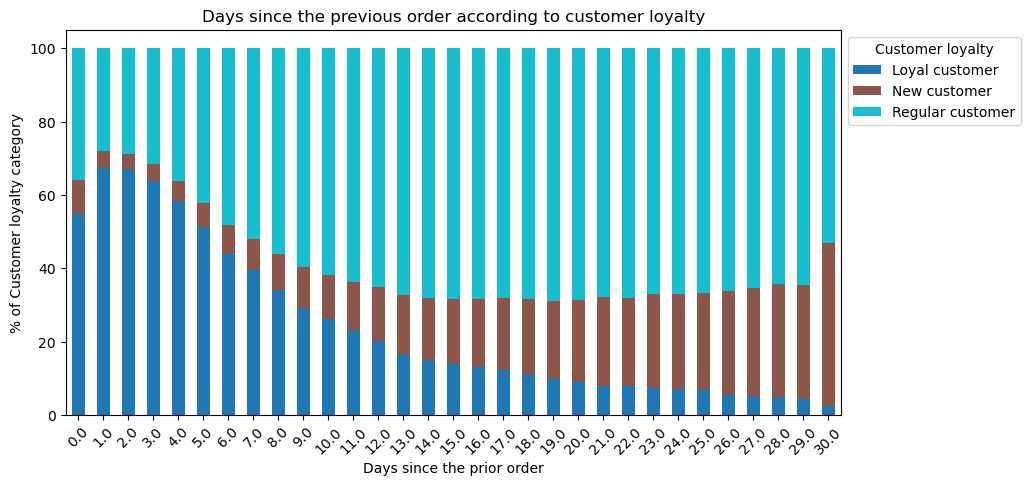 Days since the previous order according to customer loyalty
% of Customer loyalty category
100
80
60
40
20
0
0.0 1.0 2.0 3.0 4.0 5.0 6.0 7.0 8.0 9.0 10.0 11.0 12.0 13.0 14.0 15.0 16.0 17.0 18.0 19.0 20.0 21.0 22.0 23.0 24.0 25.0 26.0 27.0 28.0 29.0 30.0
Days since the prior order
Customer loyalty
Loyal customer
New customer
Regular customer